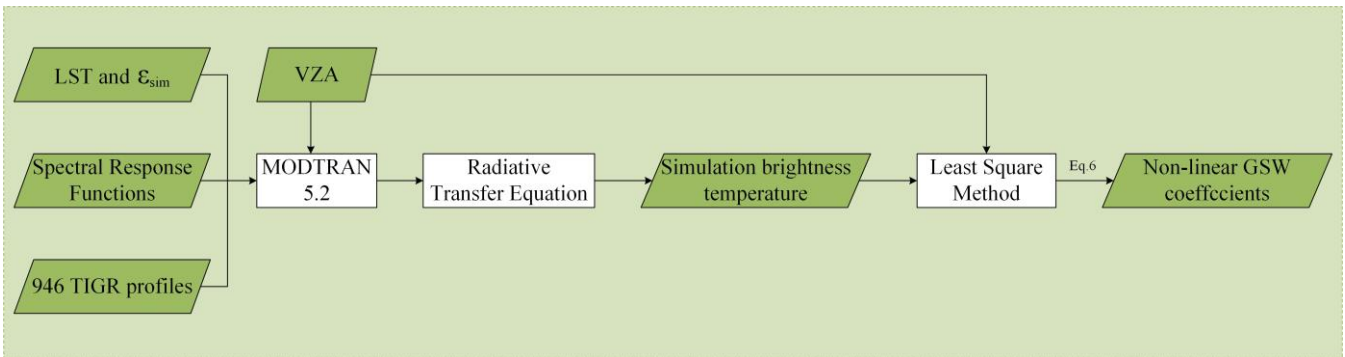 LST and εsim
VZA
Spectral Response
Functions
MODTRAN
5.2
Radiative
Transfer Equation
Simulation brightness
temperature
Least Square
Method
Eq.6
Non-linear GSW
coeffccients
946 TIGR profiles